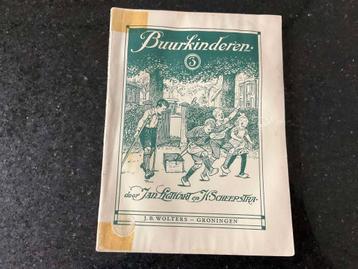 Buurkinderen.
3
door Jan Ligthart en H. Scheepstra.
J. B. WOLTERS – GRONINGEN